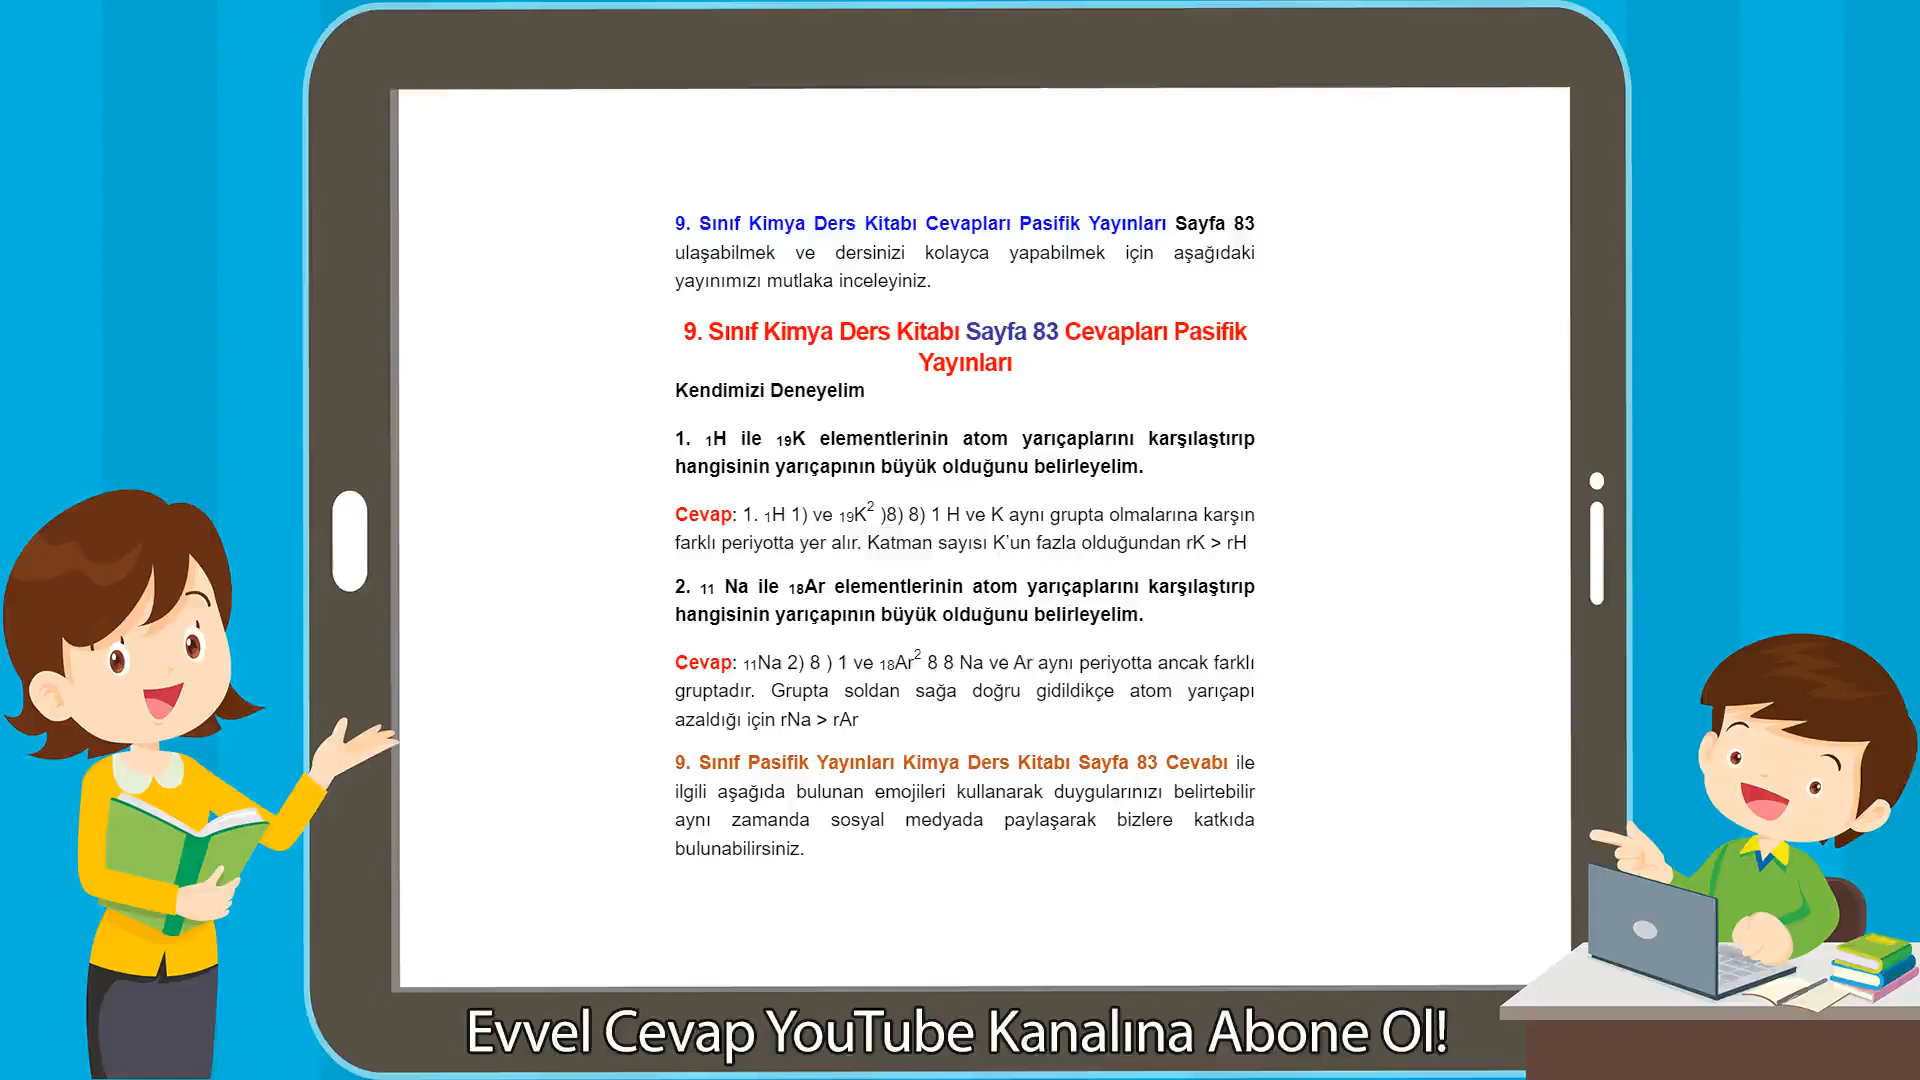 9. Sınıf Kimya Ders Kitabı Cevapları Pasifik Yayınları Sayfa 83
ulaşabilmek ve dersinizi kolayca yapabilmek için aşağıdaki
yayınımızı mutlaka inceleyiniz.
9. Sınıf Kimya Ders Kitabı Sayfa 83 Cevapları Pasifik
Yayınları
Kendimizi Deneyelim
1. ₁H ile ₁₉K elementlerinin atom yarıçaplarını karşılaştırıp
hangisinin yarıçapının büyük olduğunu belirleyelim.
Cevap: 1. ₁H 1) ve ₁₉K² )8) 8) 1 H ve K aynı grupta olmalarına karşın
farklı periyotta yer alır. Katman sayısı K'un fazla olduğundan rK > rH
2. ₁₁ Na ile ₁₈Ar elementlerinin atom yarıçaplarını karşılaştırıp
hangisinin yarıçapının büyük olduğunu belirleyelim.
Cevap: ₁₁Na 2) 8 ) 1 ve ₁₈Ar² 8 8 Na ve Ar aynı periyotta ancak farklı
gruptadır. Grupta soldan sağa doğru gidildikçe atom yarıçapı
azaldığı için rNa > rAr
9. Sınıf Pasifik Yayınları Kimya Ders Kitabı Sayfa 83 Cevabı ile
ilgili aşağıda bulunan emojileri kullanarak duygularınızı belirtebilir
aynı zamanda sosyal medyada paylaşarak bizlere katkıda
bulunabilirsiniz.
Evvel Cevap YouTube Kanalına Abone Ol!